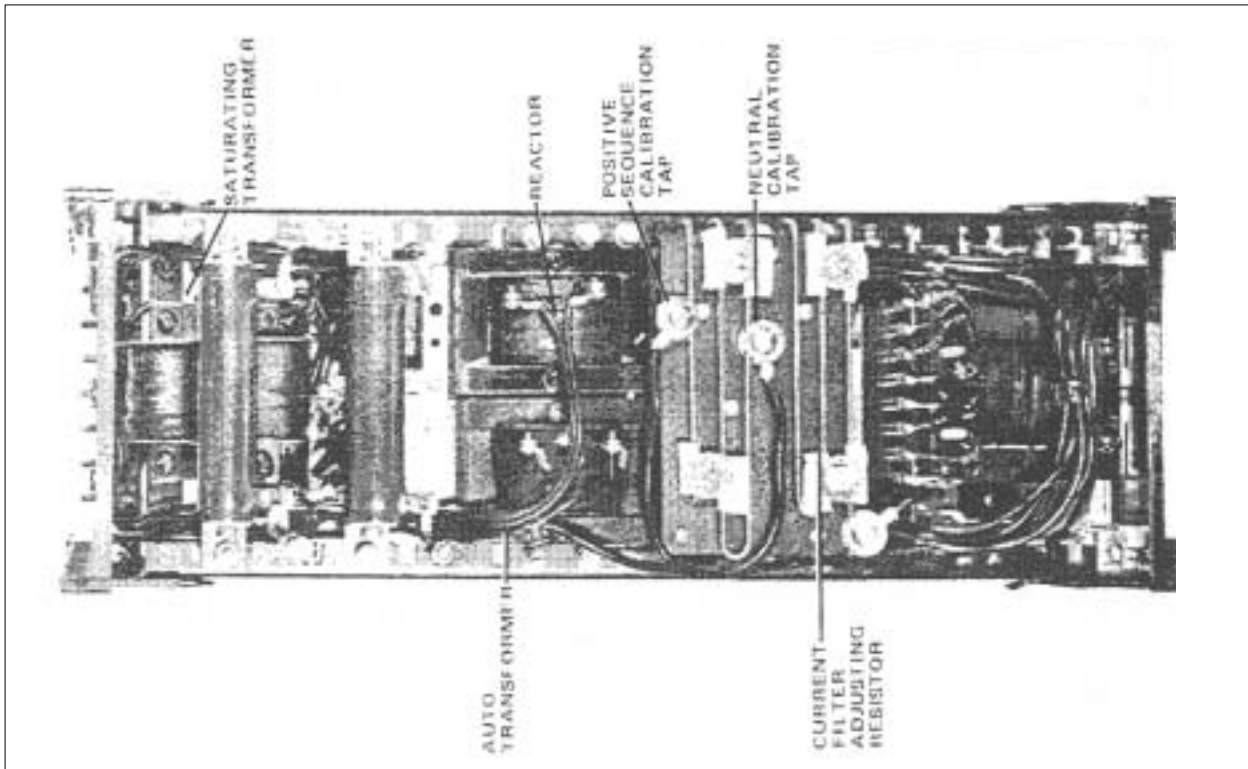 SATURATING
TRANSFORMER
REACTOR
POSITIVE
SEQUENCE
CALIBRATION
TAP
NEUTRAL
CALIBRATION
TAP
AUTO
TRANSFORMER
CURRENT
FILTER
ADJUSTING
RESISTOR